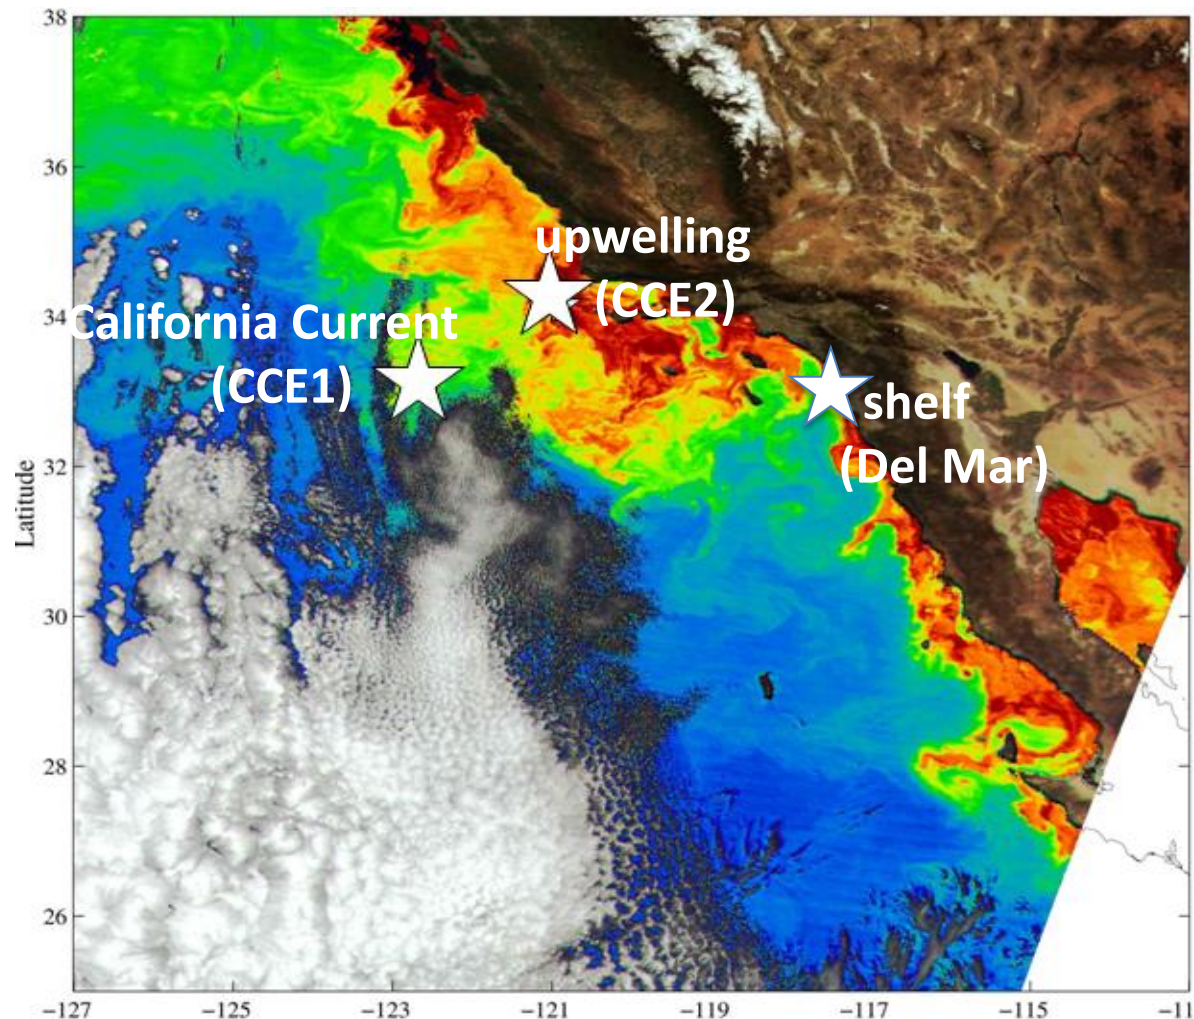 38
36
upwelling
(CCE2)
34
California Current
(CCE1)
shelf
(Del Mar)
32
Latitude
30
28
26
−127
−125
−123
−121
−119
−117
−115
−11